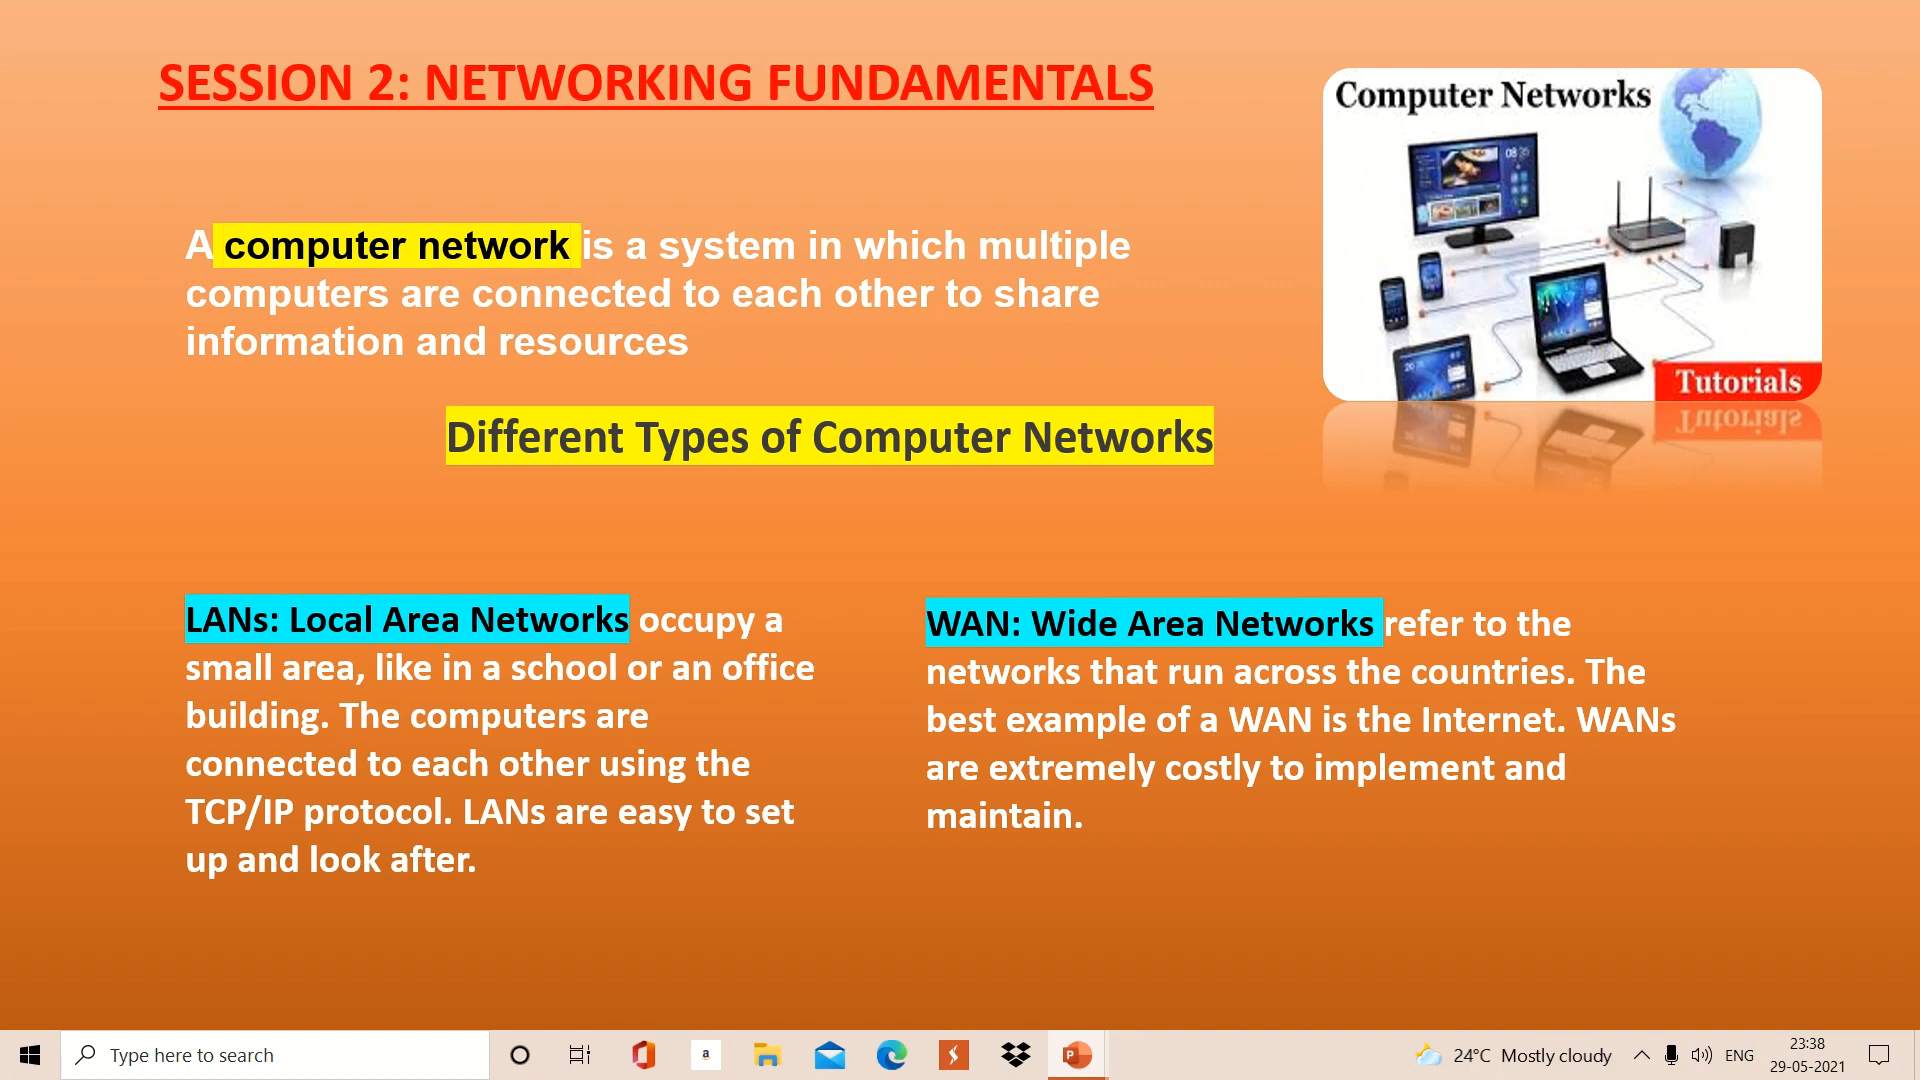 SESSION 2: NETWORKING FUNDAMENTALS
Computer Networks
A computer network is a system in which multiple
computers are connected to each other to share
information and resources
Tutorials
Different Types of Computer Networks
LANs: Local Area Networks occupy a
small area, like in a school or an office
building. The computers are
connected to each other using the
TCP/IP protocol. LANs are easy to set
up and look after.
WAN: Wide Area Networks refer to the
networks that run across the countries. The
best example of a WAN is the Internet. WANs
are extremely costly to implement and
maintain.
Type here to search
24°C Mostly cloudy
ENG
23:38
29-05-2021